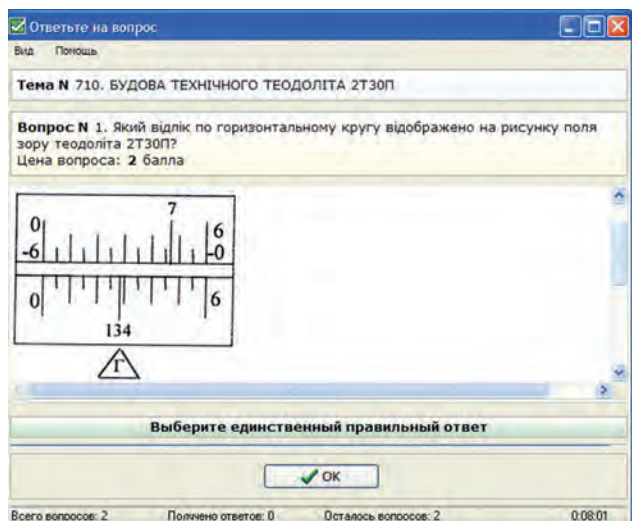 Ответьте на вопрос
Вид Помощь
Тема N 710. БУДОВА ТЕХНІЧНОГО ТЕОДОЛІТА 2Т30П
Вопрос N 1. Який відлік по горизонтальному кругу відображено на рисунку поля
зору теодоліта 2Т30П?
Цена вопроса: 2 балла
7
0 6
-6 -0
0 6
134
Г
Выберите единственный правильный ответ
OK
Всего вопросов: 2 Получено ответов: 0 Осталось вопросов: 2 0:08:01